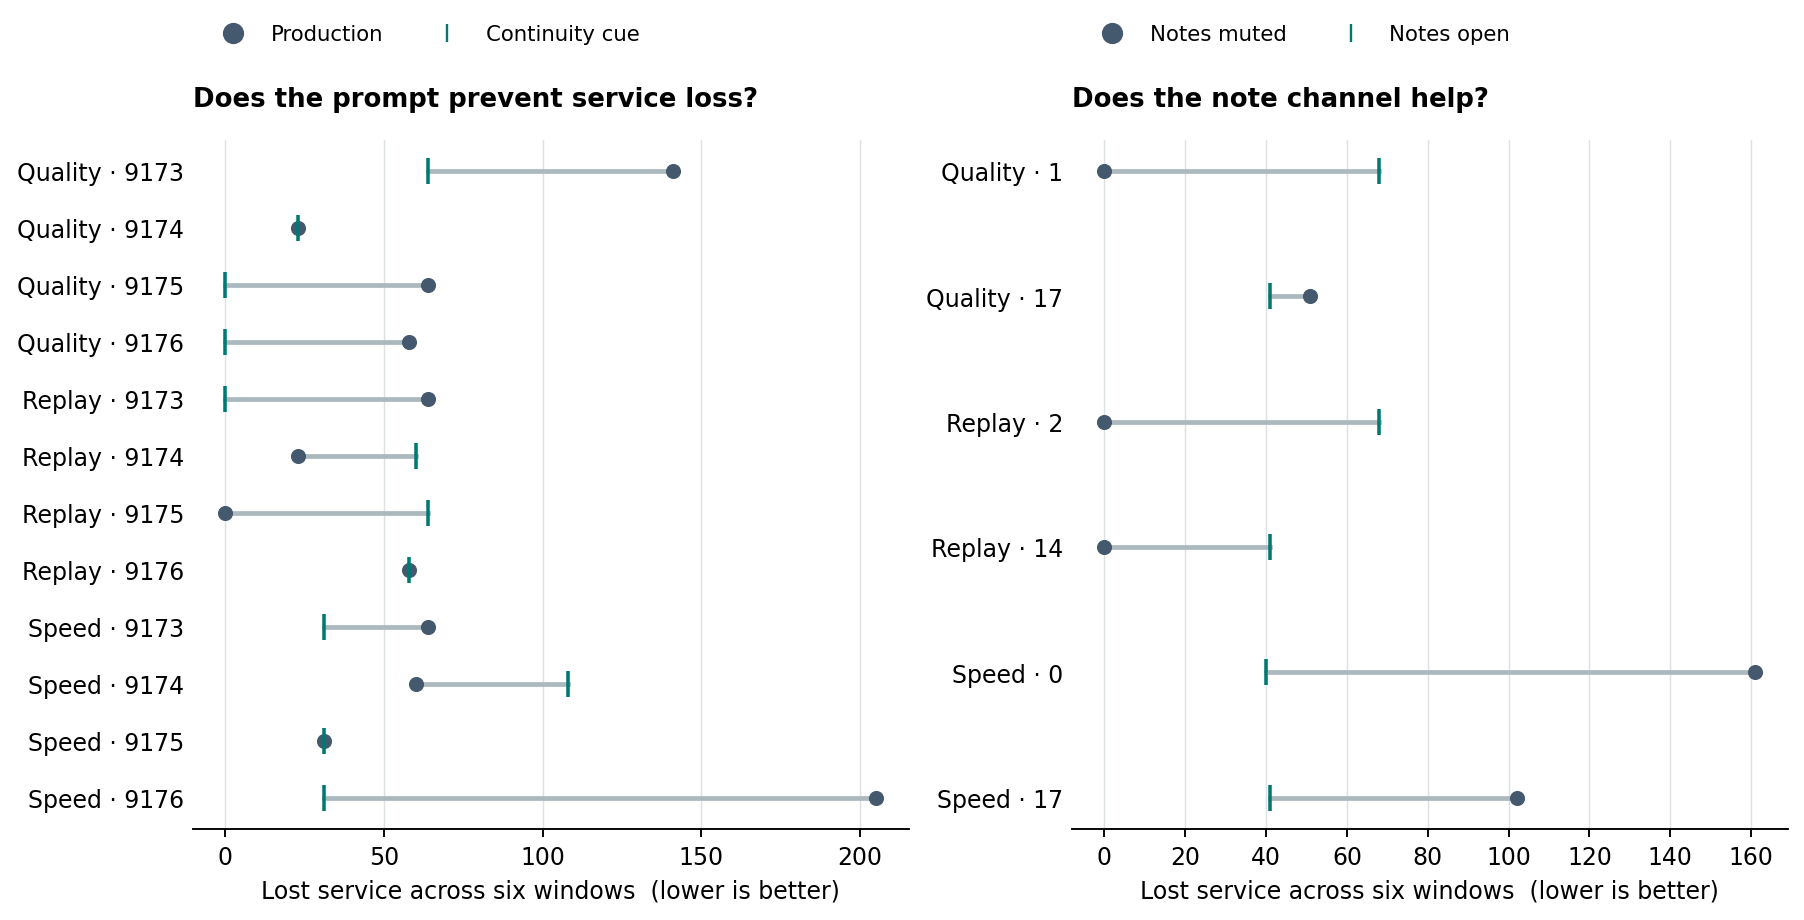 Production
Continuity cue
Does the prompt prevent service loss?
Quality · 9173
Quality · 9174
Quality · 9175
Quality · 9176
Replay · 9173
Replay · 9174
Replay · 9175
Replay · 9176
Speed · 9173
Speed · 9174
Speed · 9175
Speed · 9176
0 50 100 150 200
Lost service across six windows (lower is better)
Notes muted
Notes open
Does the note channel help?
Quality · 1
Quality · 17
Replay · 2
Replay · 14
Speed · 0
Speed · 17
0 20 40 60 80 100 120 140 160
Lost service across six windows (lower is better)